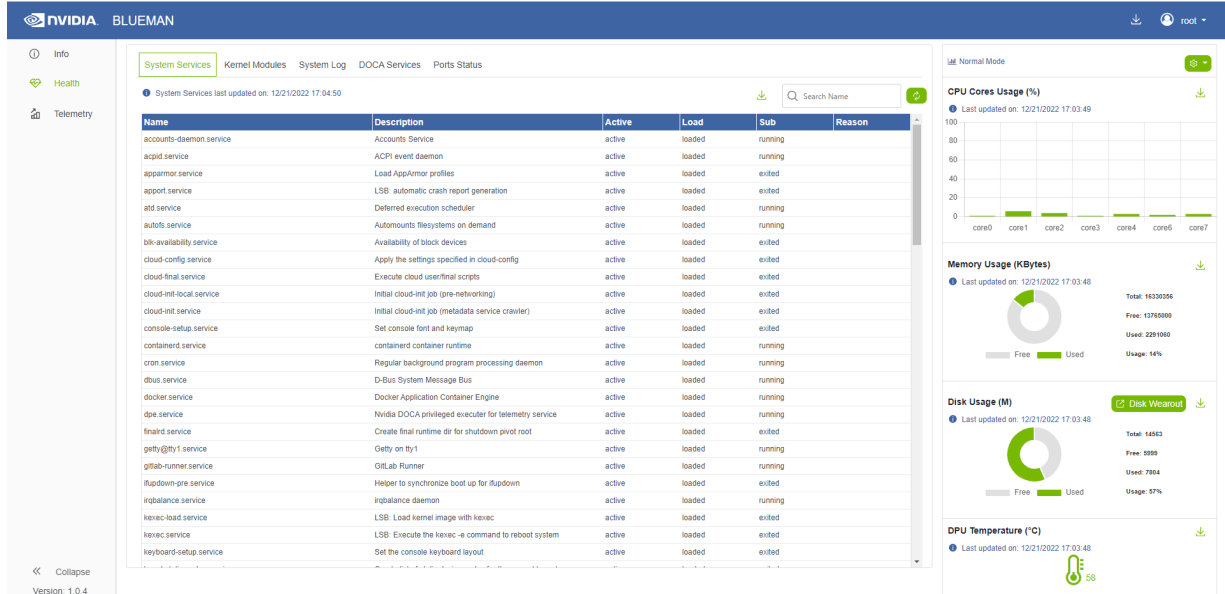 NVIDIA. BLUEMAN
root
Info
Health
Telemetry
Collapse
Version: 1.0.4
System Services Kernel Modules System Log DOCA Services Ports Status
System Services last updated on: 12/21/2022 17:04:50
Search Name
Name Description Active Load Sub Reason
accounts-daemon.service Accounts Service active loaded running
acpid.service ACPI event daemon active loaded running
apparmor.service Load AppArmor profiles active loaded exited
apport.service LSB: automatic crash report generation active loaded exited
atd.service Deferred execution scheduler active loaded running
autofs.service Automounts filesystems on demand active loaded running
blk-availability.service Availability of block devices active loaded exited
cloud-config.service Apply the settings specified in cloud-config active loaded exited
cloud-final.service Execute cloud user/final scripts active loaded exited
cloud-init-local.service Initial cloud-init job (pre-networking) active loaded exited
cloud-init.service Initial cloud-init job (metadata service crawler) active loaded exited
console-setup.service Set console font and keymap active loaded exited
containerd.service containerd container runtime active loaded running
cron.service Regular background program processing daemon active loaded running
dbus.service D-Bus System Message Bus active loaded running
docker.service Docker Application Container Engine active loaded running
dpe.service Nvidia DOCA privileged executer for telemetry service active loaded running
finalrd.service Create final runtime dir for shutdown pivot root active loaded exited
getty@tty1.service Getty on tty1 active loaded running
gitlab-runner.service GitLab Runner active loaded running
ifupdown-pre.service Helper to synchronize boot up for ifupdown active loaded exited
irqbalance.service irqbalance daemon active loaded running
kexec-load.service LSB: Load kernel image with kexec active loaded exited
kexec.service LSB: Execute the kexec -e command to reboot system active loaded exited
keyboard-setup.service Set the console keyboard layout active loaded exited
Normal Mode
CPU Cores Usage (%)
Last updated on: 12/21/2022 17:03:49
100
80
60
40
20
0
core0 core1 core2 core3 core4 core6 core7
Memory Usage (KBytes)
Last updated on: 12/21/2022 17:03:48
Total: 16330356
Free: 13765000
Used: 2291060
Usage: 14%
Free Used
Disk Usage (M)
Disk Wearout
Last updated on: 12/21/2022 17:03:48
Total: 14563
Free: 5999
Used: 7804
Usage: 57%
Free Used
DPU Temperature (°C)
Last updated on: 12/21/2022 17:03:48
58